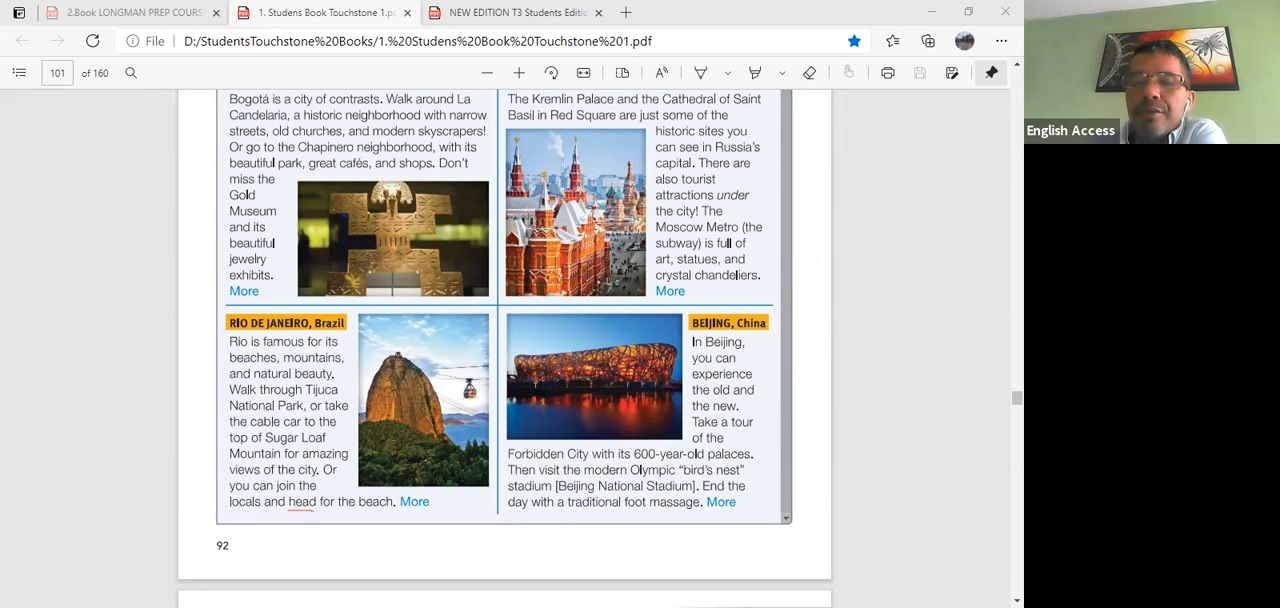 2.Book LONGMAN PREP COURS
1. Studens Book Touchstone 1.p
NEW EDITION T3 Students Editi
File
D:/StudentsTouchstone%20Books/1.%20Studens%20Book%20Touchstone%201.pdf
101
of 160
English Access
Bogotá is a city of contrasts. Walk around La
Candelaria, a historic neighborhood with narrow
streets, old churches, and modern skyscrapers!
Or go to the Chapinero neighborhood, with its
beautiful park, great cafés, and shops. Don't
miss the
Gold
Museum
and its
beautiful
jewelry
exhibits.
More
The Kremlin Palace and the Cathedral of Saint
Basil in Red Square are just some of the
historic sites you
can see in Russia's
capital. There are
also tourist
attractions under
the city! The
Moscow Metro (the
subway) is full of
art, statues, and
crystal chandeliers.
More
RIO DE JANEIRO, Brazil
Rio is famous for its
beaches, mountains,
and natural beauty.
Walk through Tijuca
National Park, or take
the cable car to the
top of Sugar Loaf
Mountain for amazing
views of the city. Or
you can join the
locals and head for the beach. More
BEIJING, China
In Beijing,
you can
experience
the old and
the new.
Take a tour
of the
Forbidden City with its 600-year-old palaces.
Then visit the modern Olympic "bird's nest"
stadium [Beijing National Stadium]. End the
day with a traditional foot massage. More
92